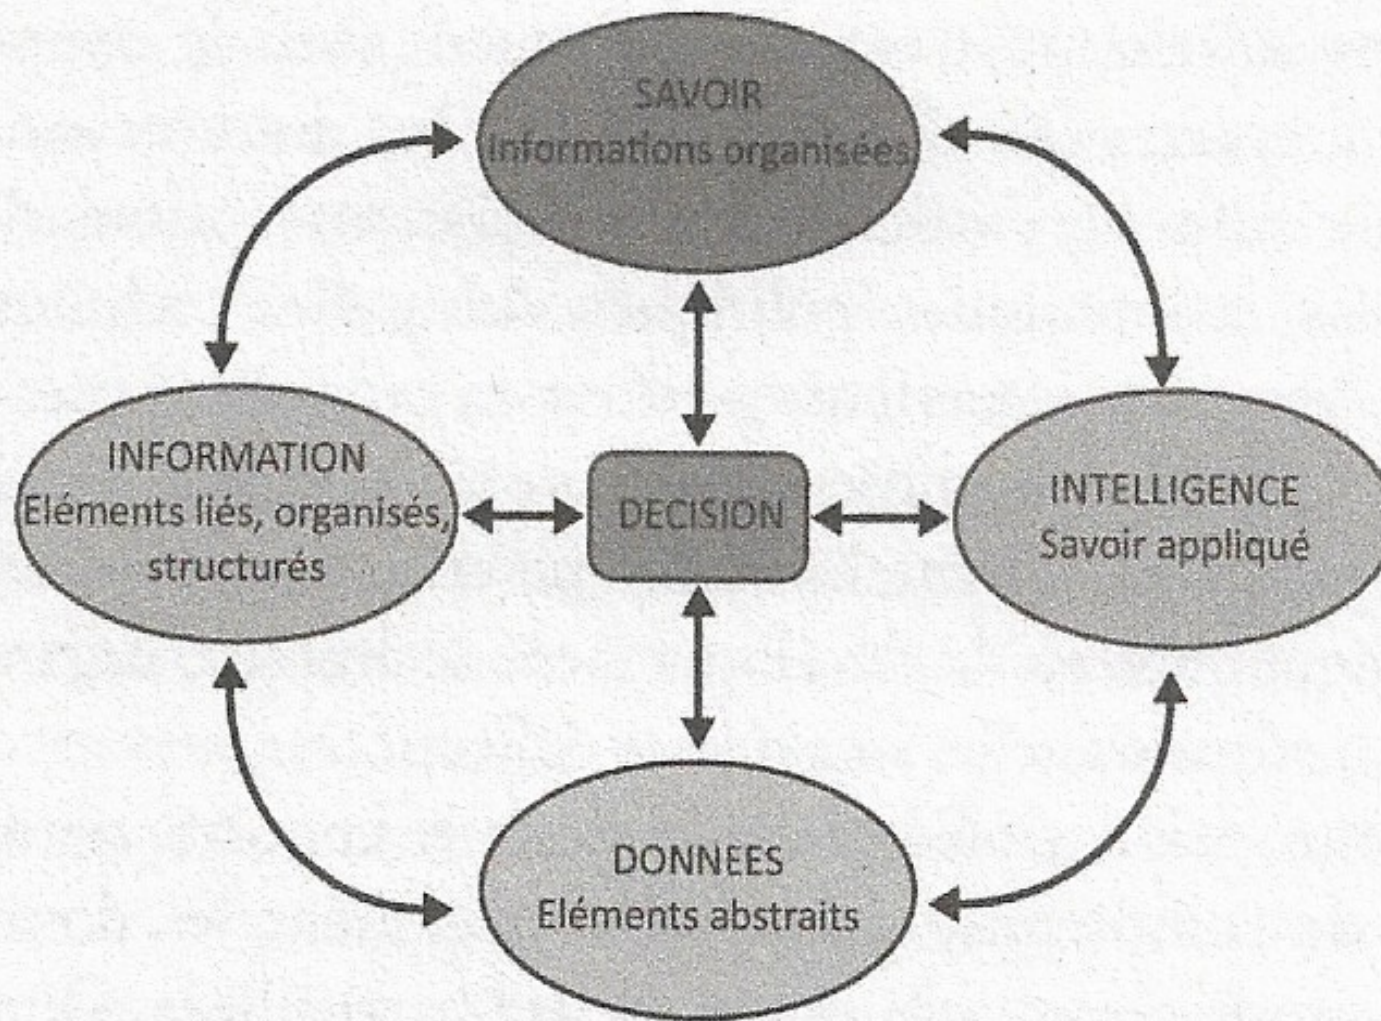 SAVOIR
Informations organisées
INFORMATION
Eléments liés, organisés,
structurés
DECISION
INTELLIGENCE
Savoir appliqué
DONNEES
Eléments abstraits